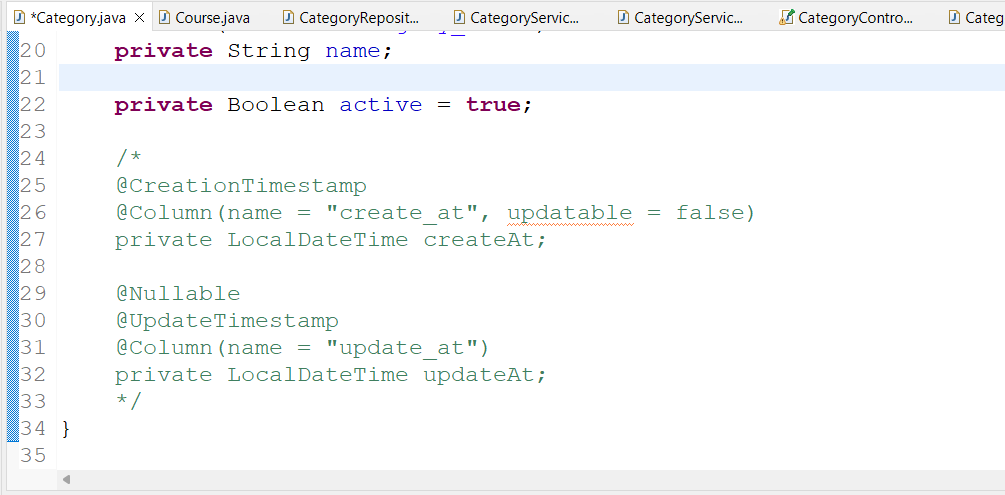 *Category.java
Course.java
CategoryReposit...
CategoryServic...
CategoryServic...
CategoryContro...
Categ
20 private String name;
21
22 private Boolean active = true;
23
24 /*
25 @CreationTimestamp
26 @Column(name = "create_at", updatable = false)
27 private LocalDateTime createAt;
28
29 @Nullable
30 @UpdateTimestamp
31 @Column(name = "update_at")
32 private LocalDateTime updateAt;
33 */
34 }
35